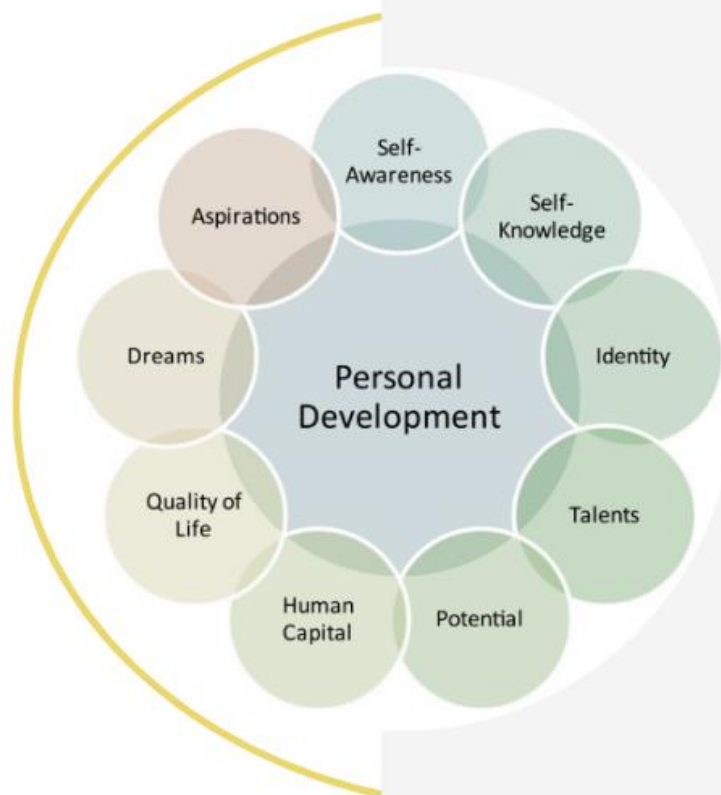 Self-
Awareness
Self-
Knowledge
Identity
Talents
Potential
Human
Capital
Quality of
Life
Dreams
Aspirations
Personal
Development